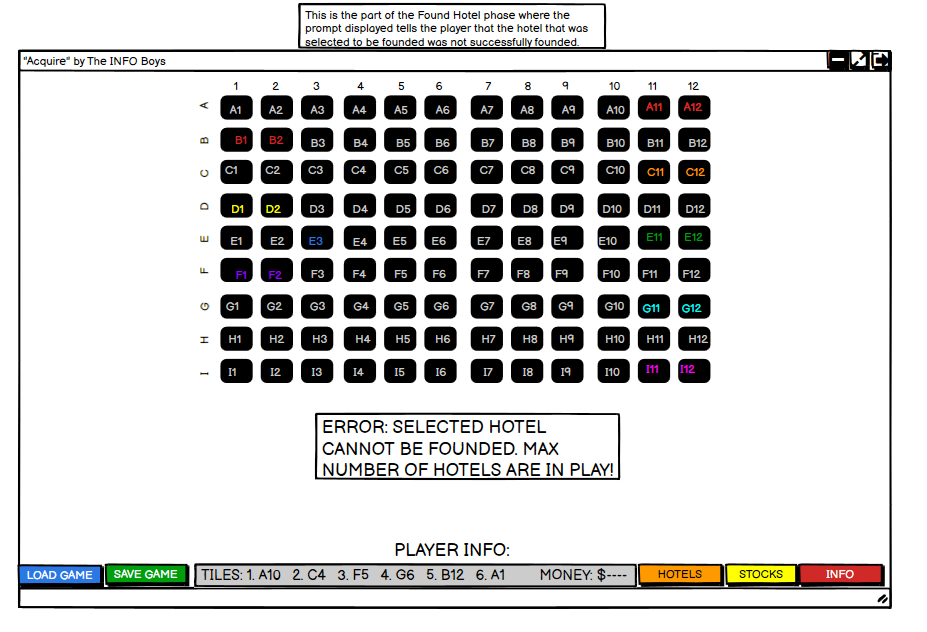 This is the part of the Found Hotel phase where the
prompt displayed tells the player that the hotel that was
selected to be founded was not successfully founded.
"Acquire" by The INFO Boys
1 2 3 4 5 6 7 8 9 10 11 12
A A1 A2 A3 A4 A5 A6 A7 A8 A9 A10 A11 A12
B B1 B2 B3 B4 B5 B6 B7 B8 B9 B10 B11 B12
C C1 C2 C3 C4 C5 C6 C7 C8 C9 C10 C11 C12
D D1 D2 D3 D4 D5 D6 D7 D8 D9 D10 D11 D12
E E1 E2 E3 E4 E5 E6 E7 E8 E9 E10 E11 E12
F F1 F2 F3 F4 F5 F6 F7 F8 F9 F10 F11 F12
G G1 G2 G3 G4 G5 G6 G7 G8 G9 G10 G11 G12
H H1 H2 H3 H4 H5 H6 H7 H8 H9 H10 H11 H12
I I1 I2 I3 I4 I5 I6 I7 I8 I9 I10 I11 I12
ERROR: SELECTED HOTEL
CANNOT BE FOUNDED. MAX
NUMBER OF HOTELS ARE IN PLAY!
PLAYER INFO:
LOAD GAME SAVE GAME TILES: 1. A10 2. C4 3. F5 4. G6 5. B12 6. A1 MONEY: $---- HOTELS STOCKS INFO